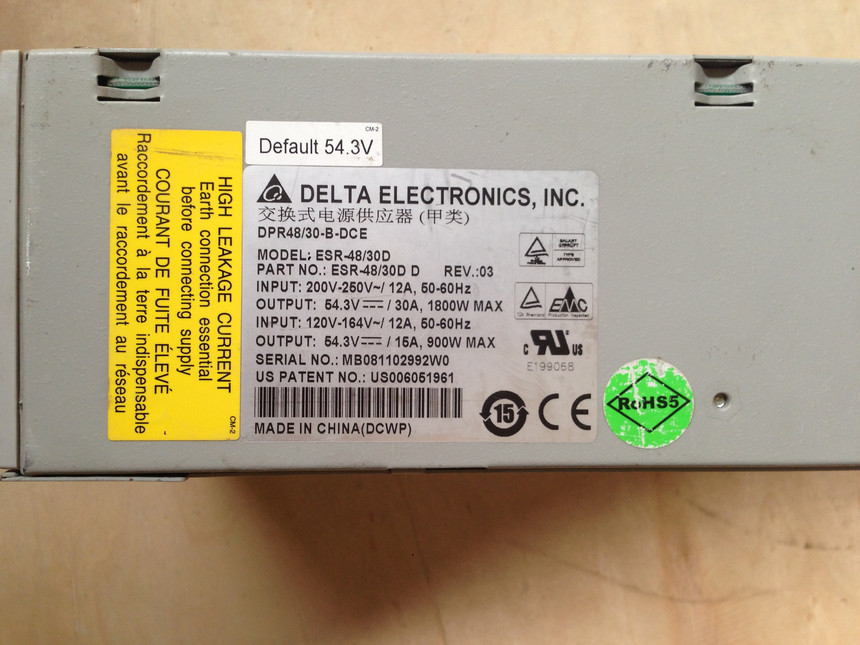 CM-2
Default 54.3V
HIGH LEAKAGE CURRENT
Earth connection essential
before connecting supply
COURANT DE FUITE ÉLEVÉ
Raccordement à la terre indispensable
avant le raccordement au réseau
CM-2
DELTA ELECTRONICS, INC.
交换式电源供应器 (甲类)
DPR48/30-B-DCE
MODEL: ESR-48/30D
PART NO.: ESR-48/30D D REV.:03
INPUT: 200V-250V~/ 12A, 50-60Hz
OUTPUT: 54.3V⎓ / 30A, 1800W MAX
INPUT: 120V-164V~/ 12A, 50-60Hz
OUTPUT: 54.3V⎓ / 15A, 900W MAX
SERIAL NO.: MB081102992W0
US PATENT NO.: US006051961
MADE IN CHINA(DCWP)
TYPE
APPROVED
EMC
c RU US
E199068
15
CE
RoHS5